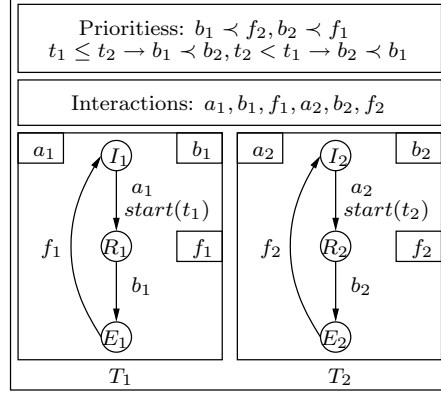 Prioritiess: b₁ ≺ f₂, b₂ ≺ f₁
t₁ ≤ t₂ → b₁ ≺ b₂, t₂ < t₁ → b₂ ≺ b₁
Interactions: a₁, b₁, f₁, a₂, b₂, f₂
a₁ I₁ b₁
a₁
start(t₁)
f₁ R₁ f₁
b₁
E₁
T₁
a₂ I₂ b₂
a₂
start(t₂)
f₂ R₂ f₂
b₂
E₂
T₂